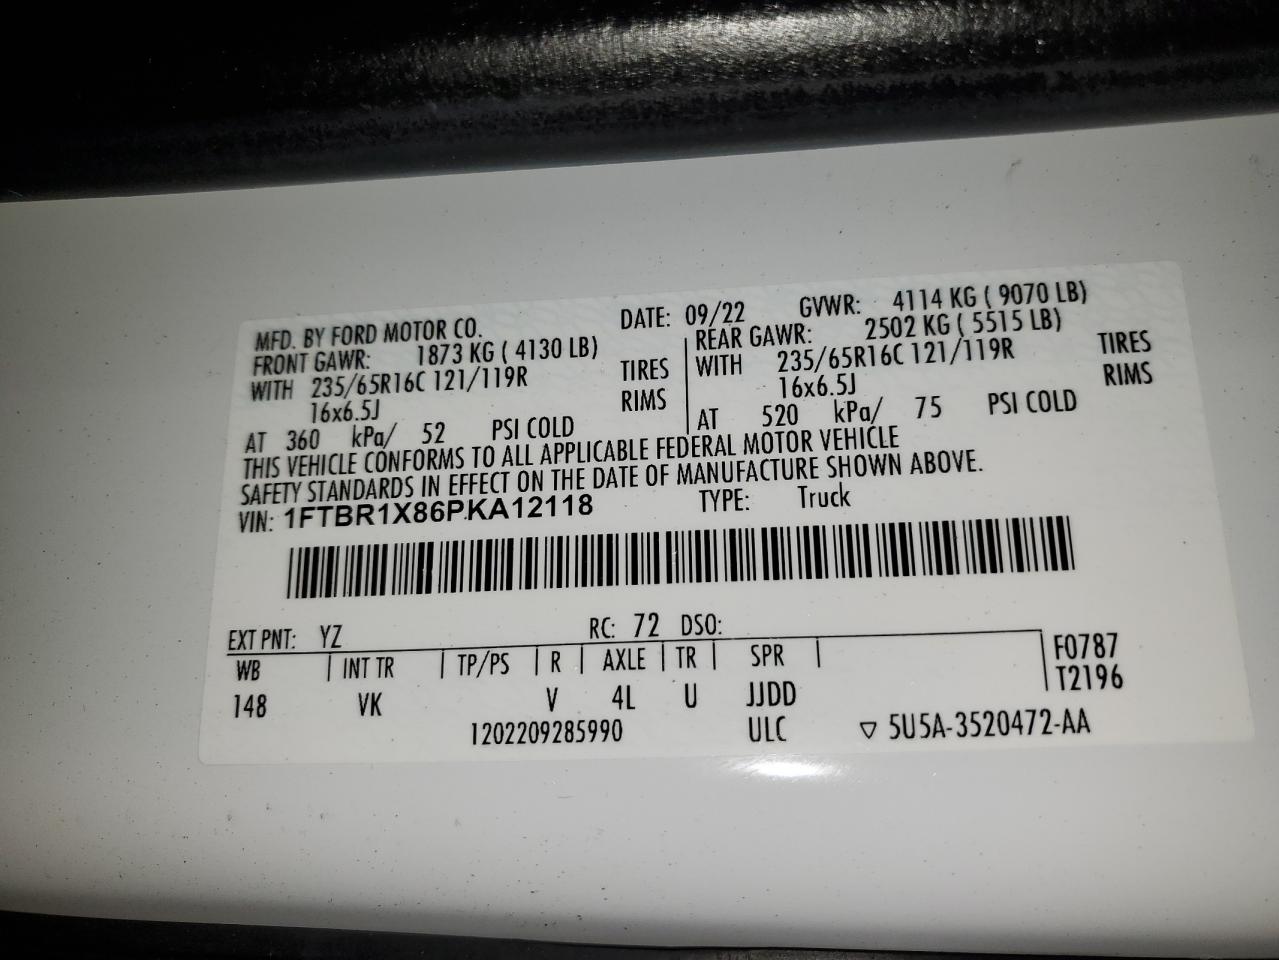 MFD. BY FORD MOTOR CO. DATE: 09/22 GVWR: 4114 KG ( 9070 LB)
FRONT GAWR: 1873 KG ( 4130 LB) REAR GAWR: 2502 KG ( 5515 LB)
WITH 235/65R16C 121/119R TIRES WITH 235/65R16C 121/119R TIRES
16x6.5J RIMS 16x6.5J RIMS
AT 360 kPa/ 52 PSI COLD AT 520 kPa/ 75 PSI COLD
THIS VEHICLE CONFORMS TO ALL APPLICABLE FEDERAL MOTOR VEHICLE
SAFETY STANDARDS IN EFFECT ON THE DATE OF MANUFACTURE SHOWN ABOVE.
VIN: 1FTBR1X86PKA12118 TYPE: Truck
EXT PNT: YZ RC: 72 DSO:
WB INT TR TP/PS R AXLE TR SPR F0787
T2196
148 VK V 4L U JJDD
1202209285990 ULC ▽ 5U5A-3520472-AA